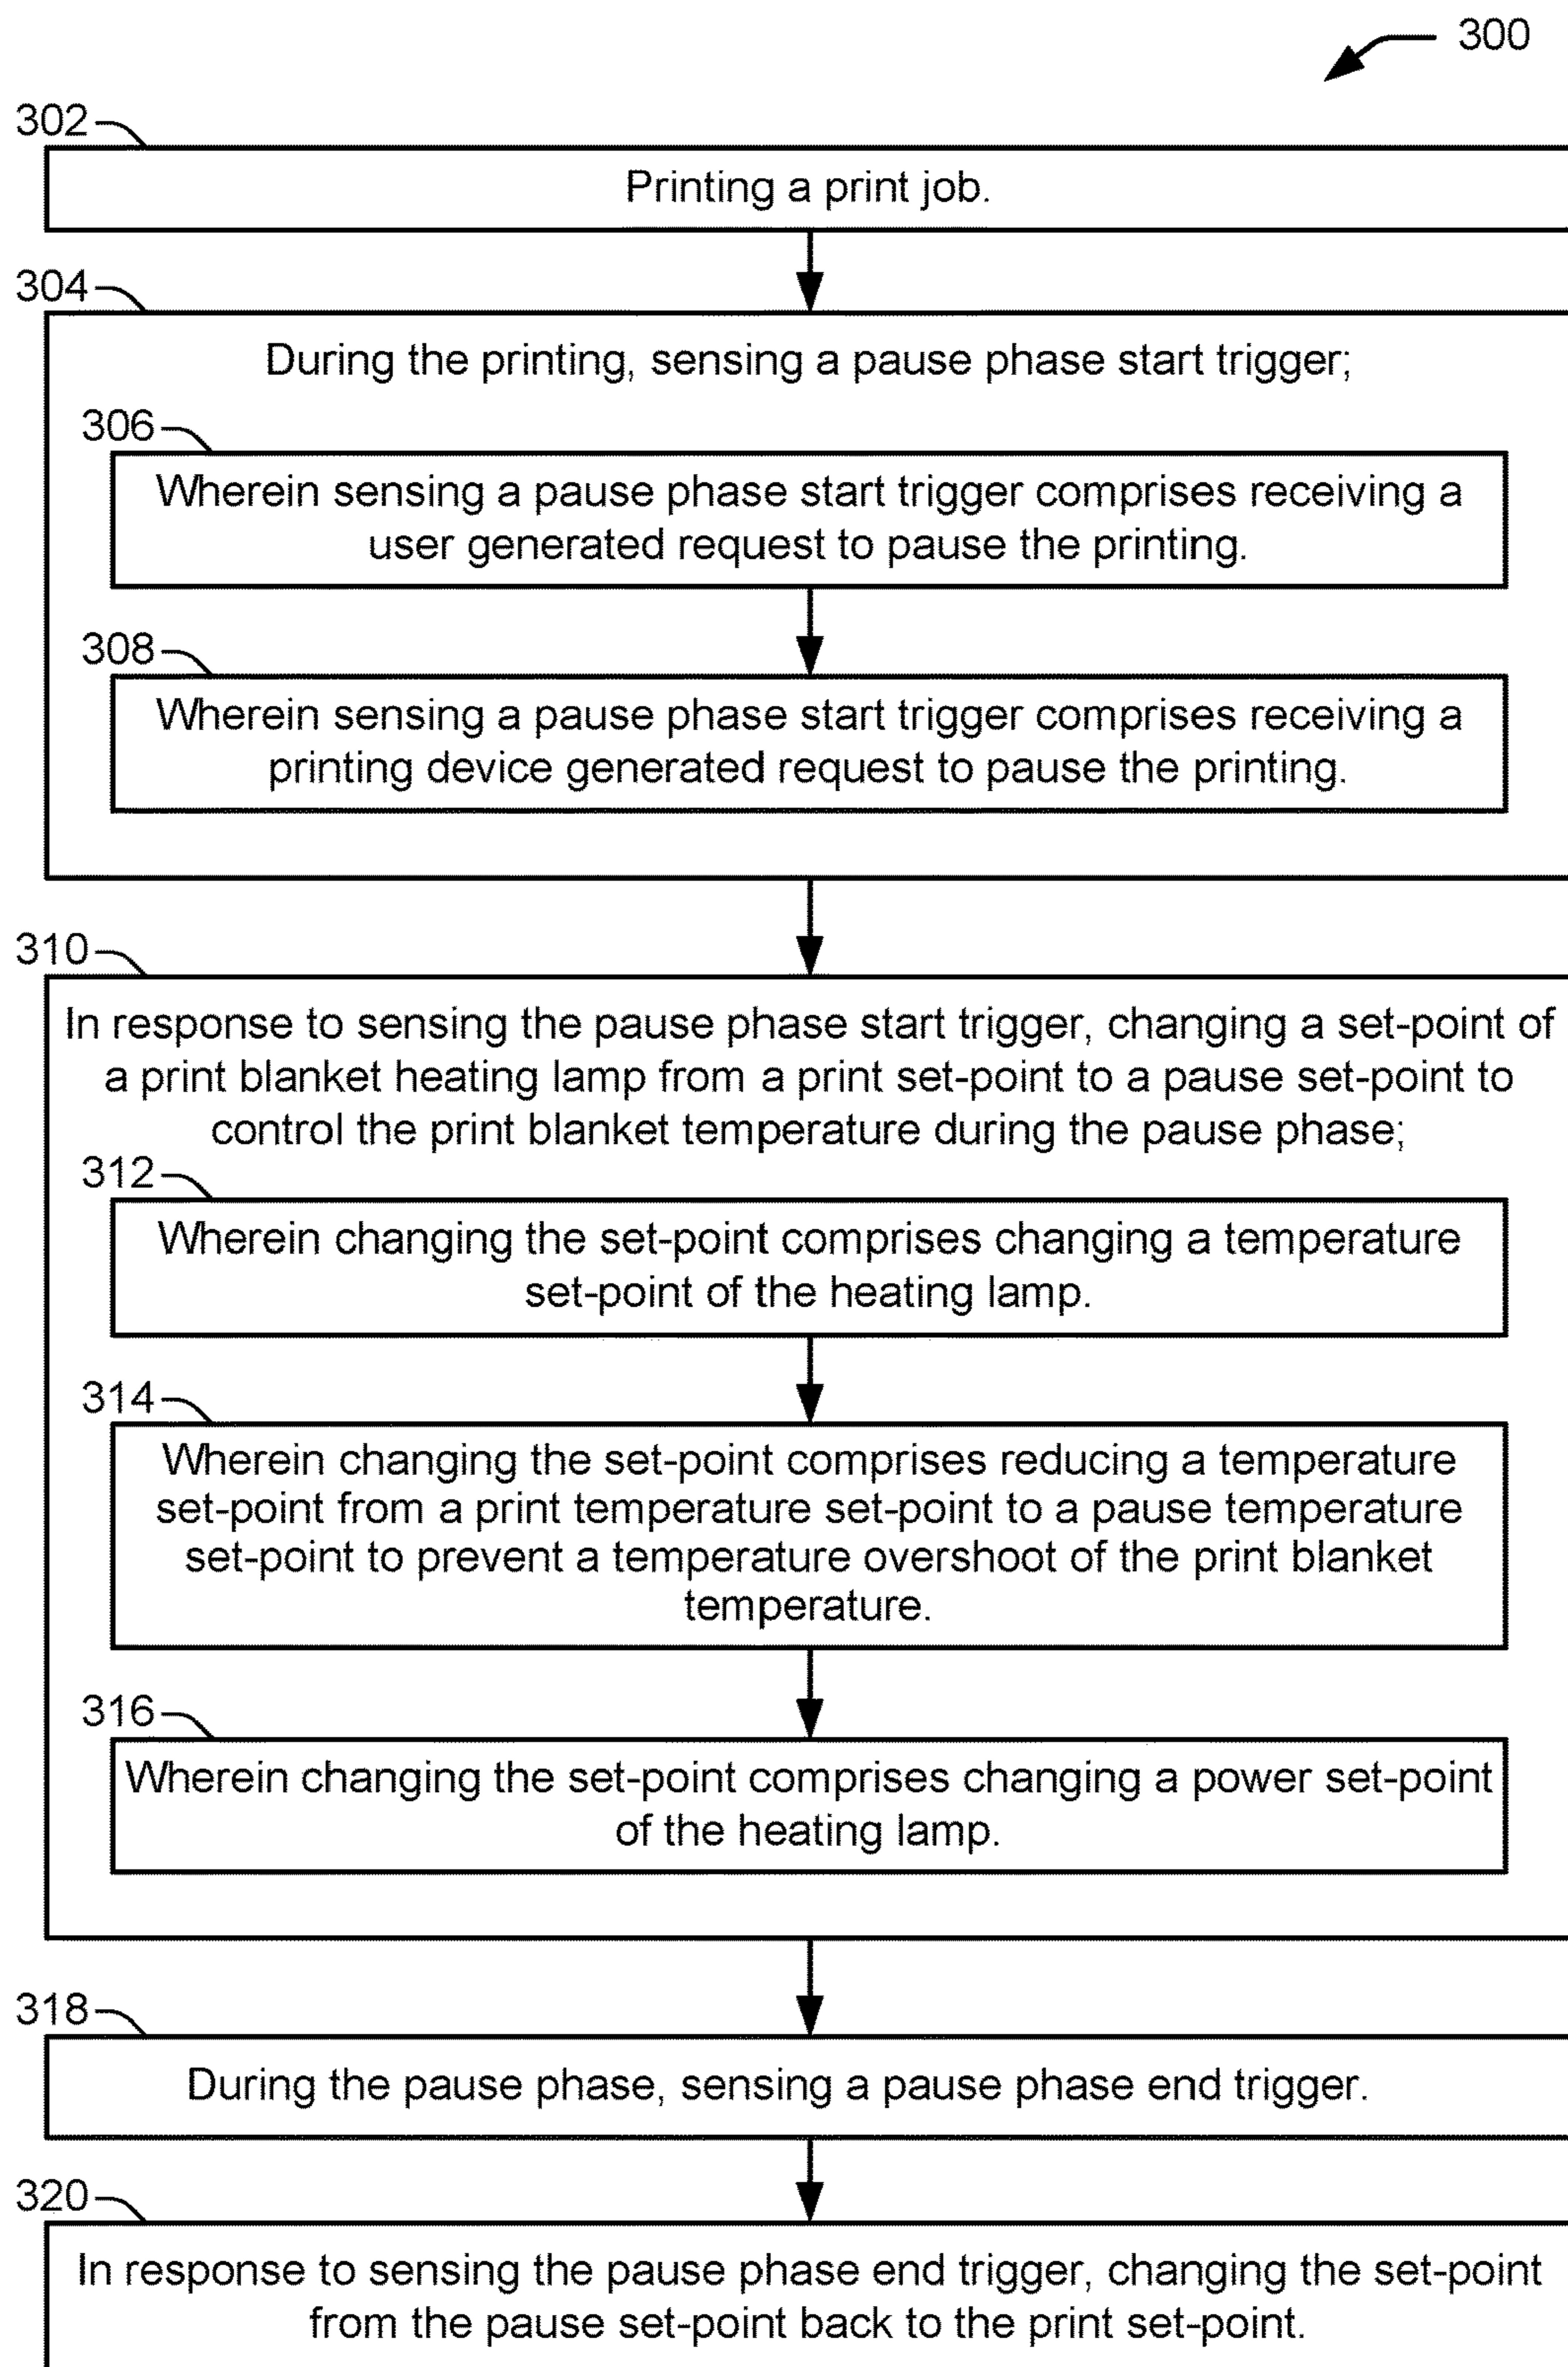 300
302
Printing a print job.
304
During the printing, sensing a pause phase start trigger;
306
Wherein sensing a pause phase start trigger comprises receiving a
user generated request to pause the printing.
308
Wherein sensing a pause phase start trigger comprises receiving a
printing device generated request to pause the printing.
310
In response to sensing the pause phase start trigger, changing a set-point of
a print blanket heating lamp from a print set-point to a pause set-point to
control the print blanket temperature during the pause phase;
312
Wherein changing the set-point comprises changing a temperature
set-point of the heating lamp.
314
Wherein changing the set-point comprises reducing a temperature
set-point from a print temperature set-point to a pause temperature
set-point to prevent a temperature overshoot of the print blanket
temperature.
316
Wherein changing the set-point comprises changing a power set-point
of the heating lamp.
318
During the pause phase, sensing a pause phase end trigger.
320
In response to sensing the pause phase end trigger, changing the set-point
from the pause set-point back to the print set-point.